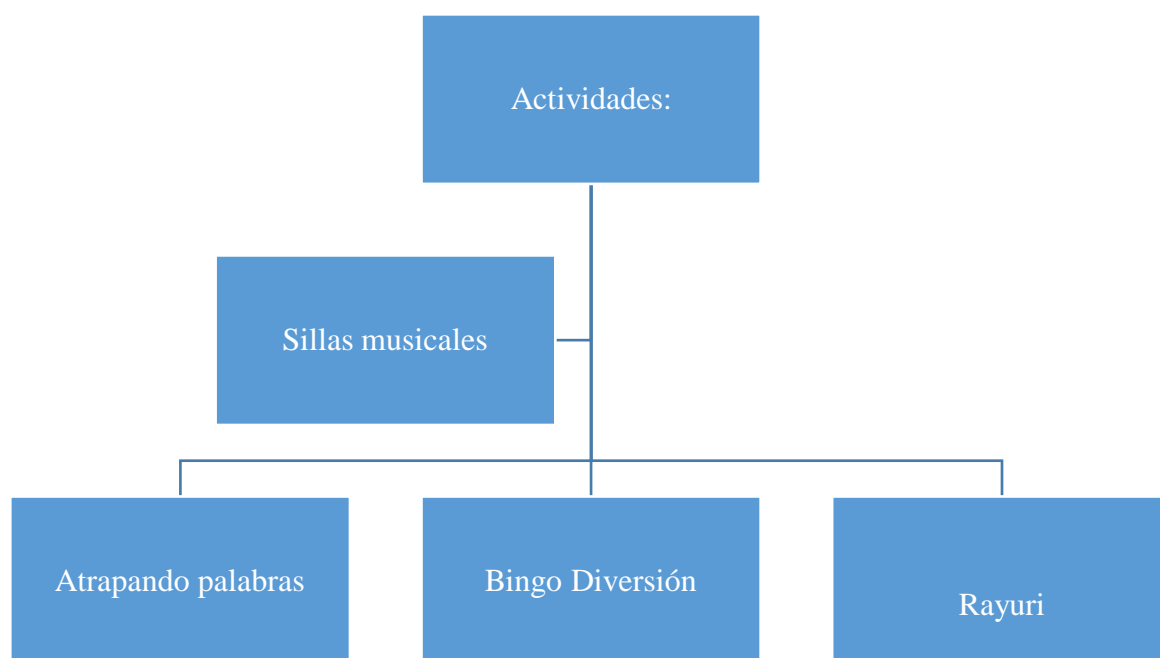 Actividades:
Sillas musicales
Atrapando palabras
Bingo Diversión
Rayuri